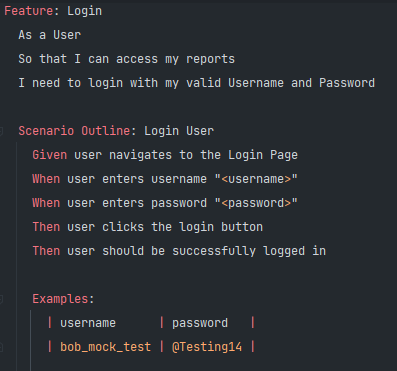 Feature: Login
As a User
So that I can access my reports
I need to login with my valid Username and Password
Scenario Outline: Login User
Given user navigates to the Login Page
When user enters username "<username>"
When user enters password "<password>"
Then user clicks the login button
Then user should be successfully logged in
Examples:
| username | password |
| bob_mock_test | @Testing14 |